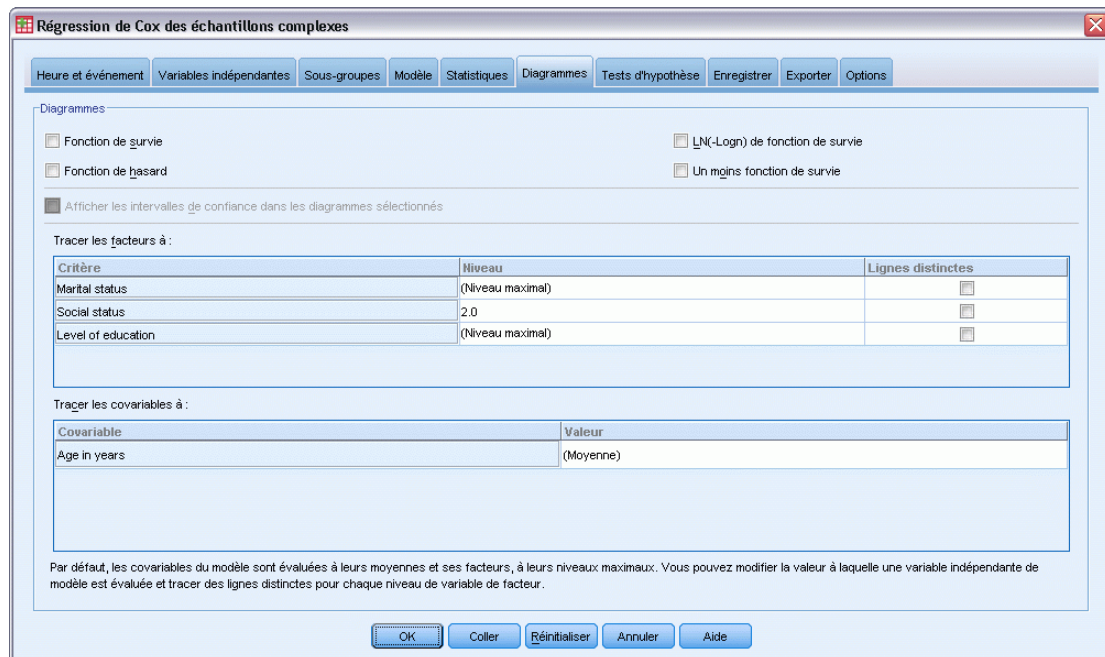 Régression de Cox des échantillons complexes
Heure et événement Variables indépendantes Sous-groupes Modèle Statistiques Diagrammes Tests d'hypothèse Enregistrer Exporter Options
Diagrammes
Fonction de survie LN(-Logn) de fonction de survie
Fonction de hasard Un moins fonction de survie
Afficher les intervalles de confiance dans les diagrammes sélectionnés
Tracer les facteurs à :
Critère Niveau Lignes distinctes
Marital status (Niveau maximal)
Social status 2.0
Level of education (Niveau maximal)
Tracer les covariables à :
Covariable Valeur
Age in years (Moyenne)
Par défaut, les covariables du modèle sont évaluées à leurs moyennes et ses facteurs, à leurs niveaux maximaux. Vous pouvez modifier la valeur à laquelle une variable indépendante de
modèle est évaluée et tracer des lignes distinctes pour chaque niveau de variable de facteur.
OK Coller Réinitialiser Annuler Aide